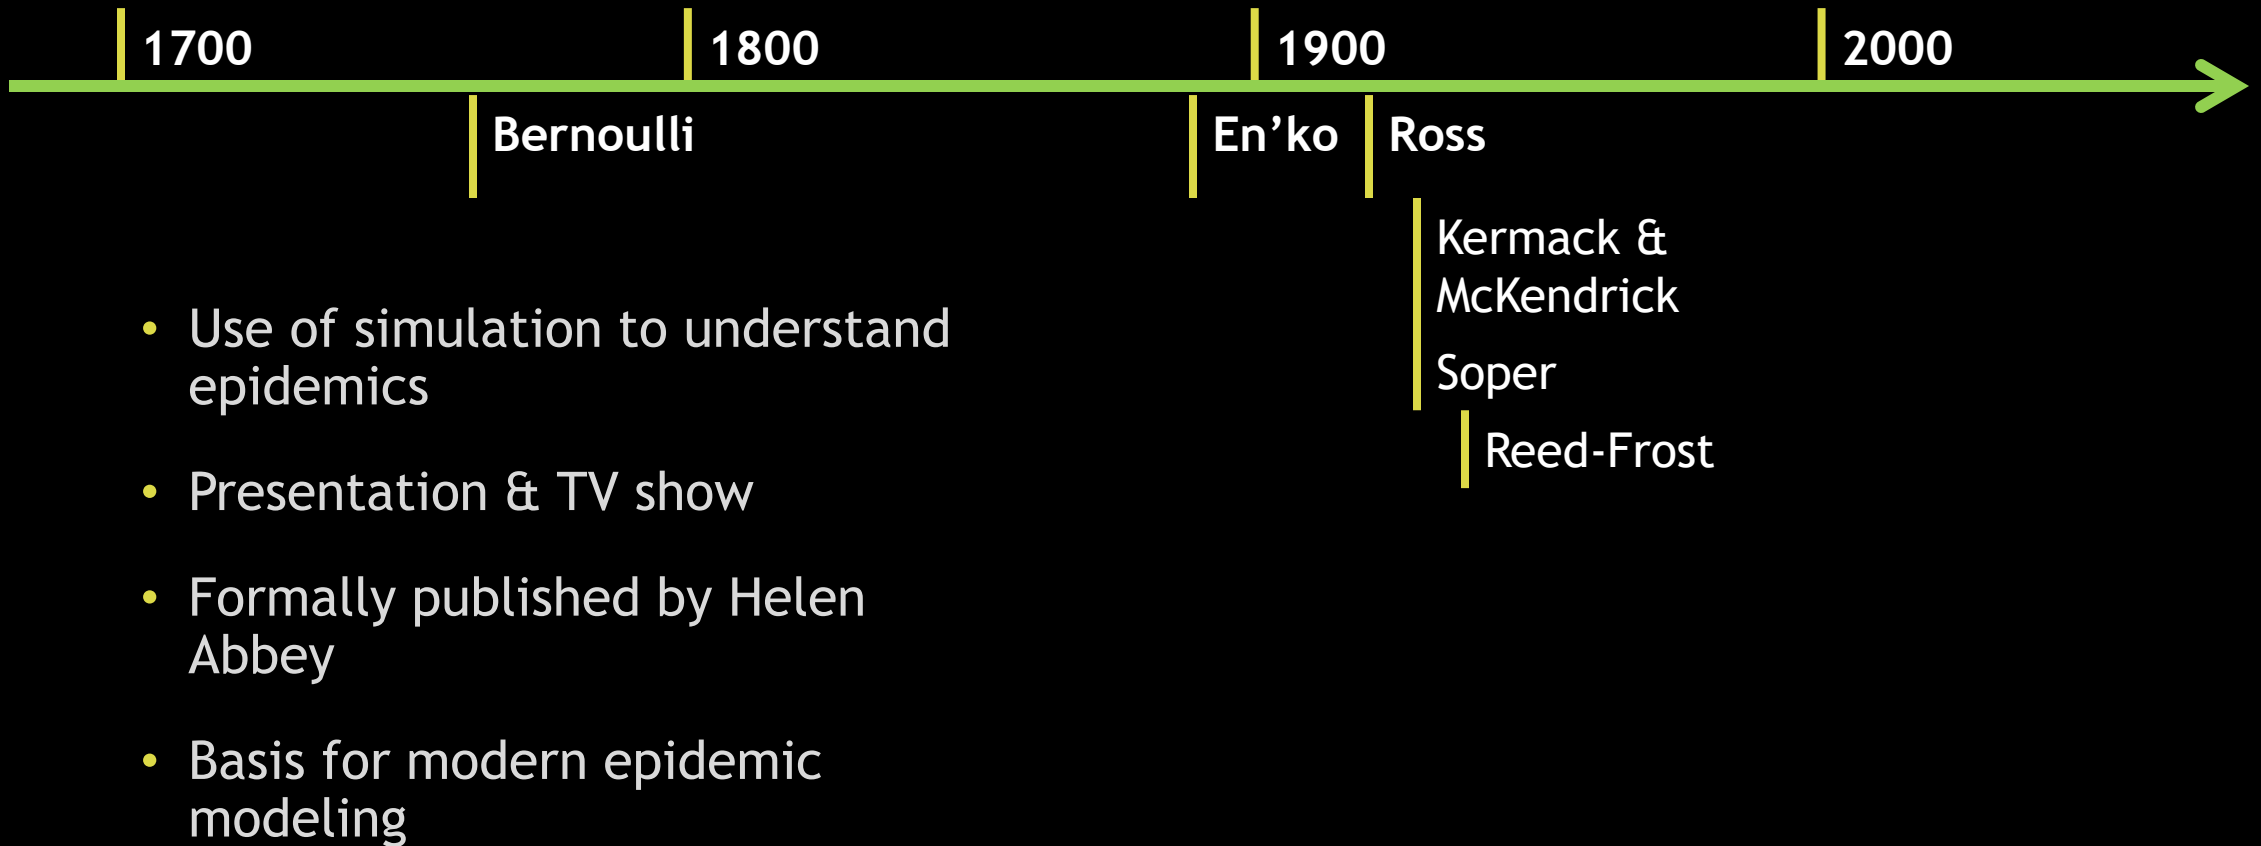 1700
1800
1900
2000
Bernoulli
En’ko
Ross
Kermack &
McKendrick
Soper
Reed-Frost
• Use of simulation to understand
epidemics
• Presentation & TV show
• Formally published by Helen
Abbey
• Basis for modern epidemic
modeling